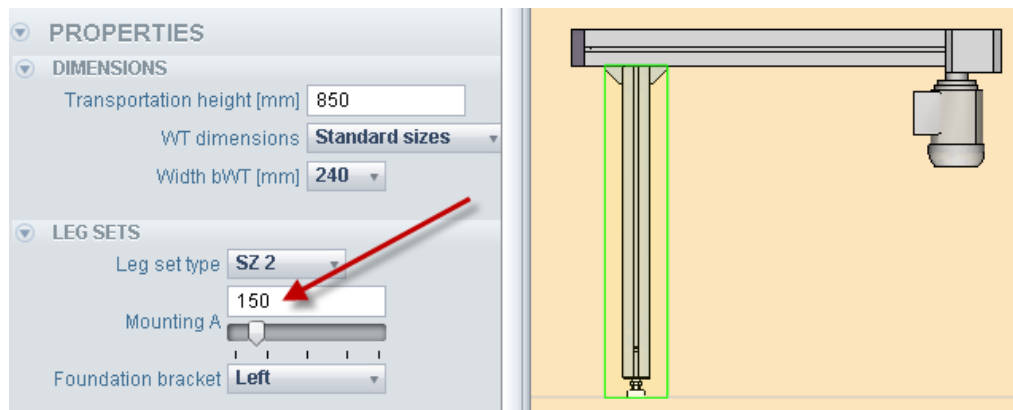 PROPERTIES
DIMENSIONS
Transportation height [mm] 850
WT dimensions Standard sizes
Width bWT [mm] 240
LEG SETS
Leg set type SZ 2
150
Mounting A
Foundation bracket Left